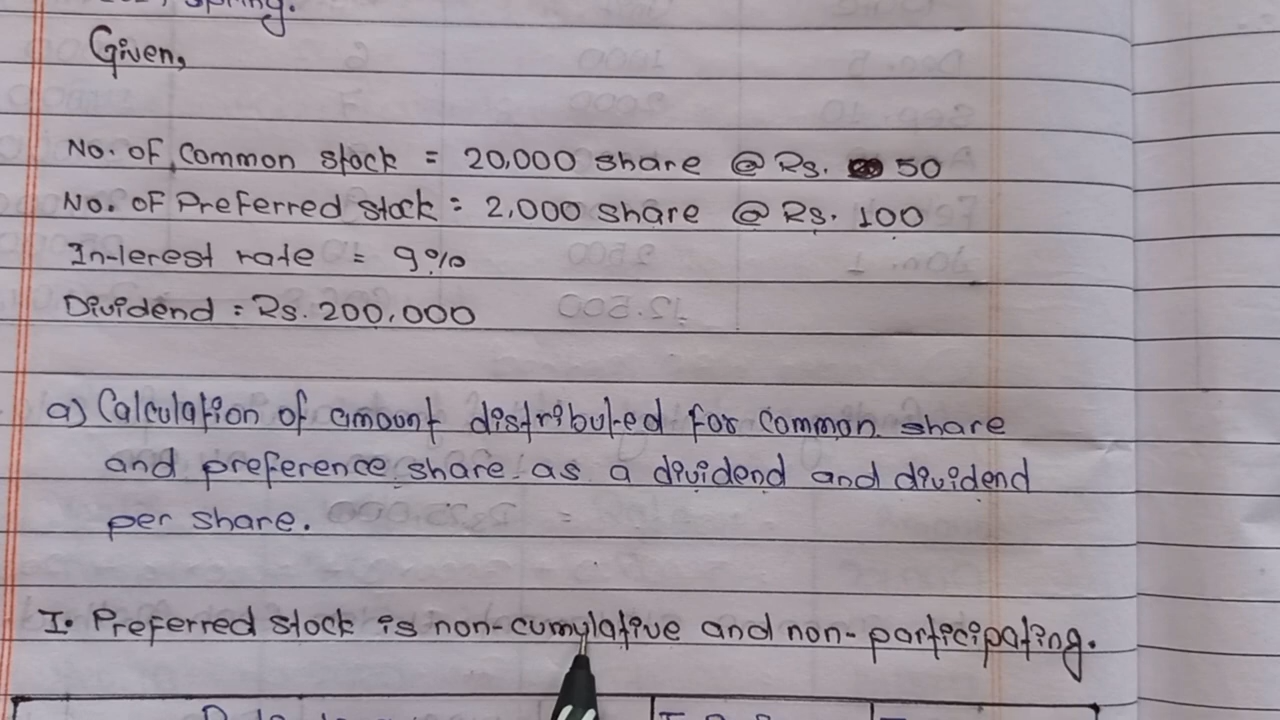 spring.
Given,
No. of Common stock = 20,000 share @ Rs. 50
No. of Preferred stock = 2,000 share @ Rs. 100
Interest rate = 9%
Dividend = Rs. 200,000
a) Calculation of amount distributed for common share
and preference share as a dividend and dividend
per share.
I. Preferred stock is non-cumulative and non-participating.